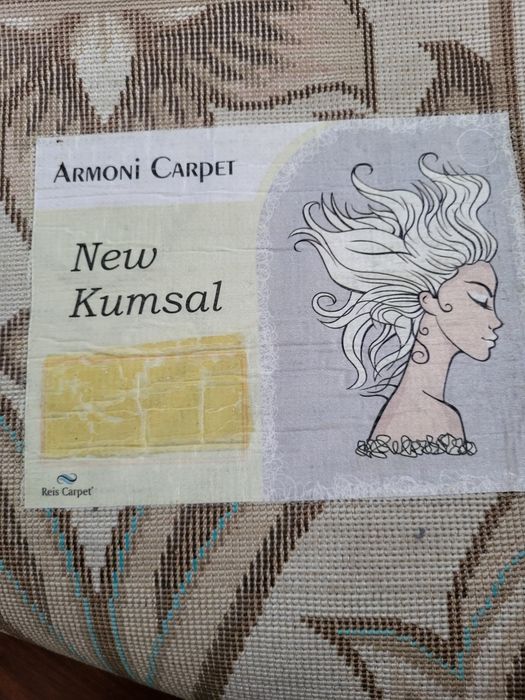 ARMONİ CARPET
New
Kumsal
Reis Carpet